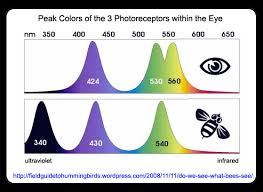 Peak Colors of the 3 Photoreceptors within the Eye
nm 350 400 450 500 550 600 650
424 530 560
340 430 540
ultraviolet infrared
http://fieldguidetohummingbirds.wordpress.com/2008/11/11/do-we-see-what-bees-see/